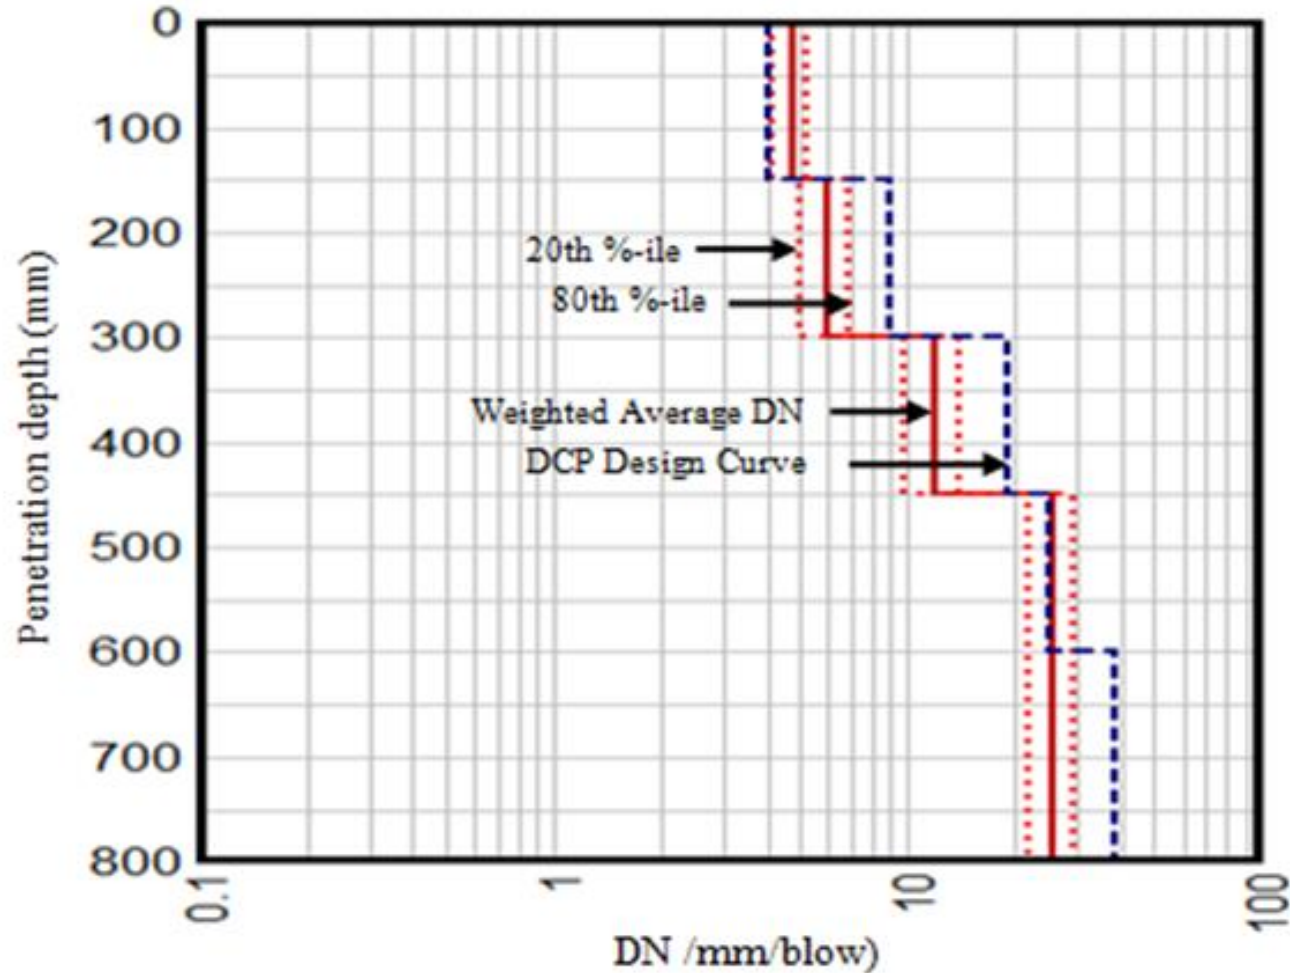 0
100
200
300
400
500
600
700
800
Penetration depth (mm)
20th %-ile
80th %-ile
Weighted Average DN
DCP Design Curve
0.1
1
10
100
DN /mm/blow)